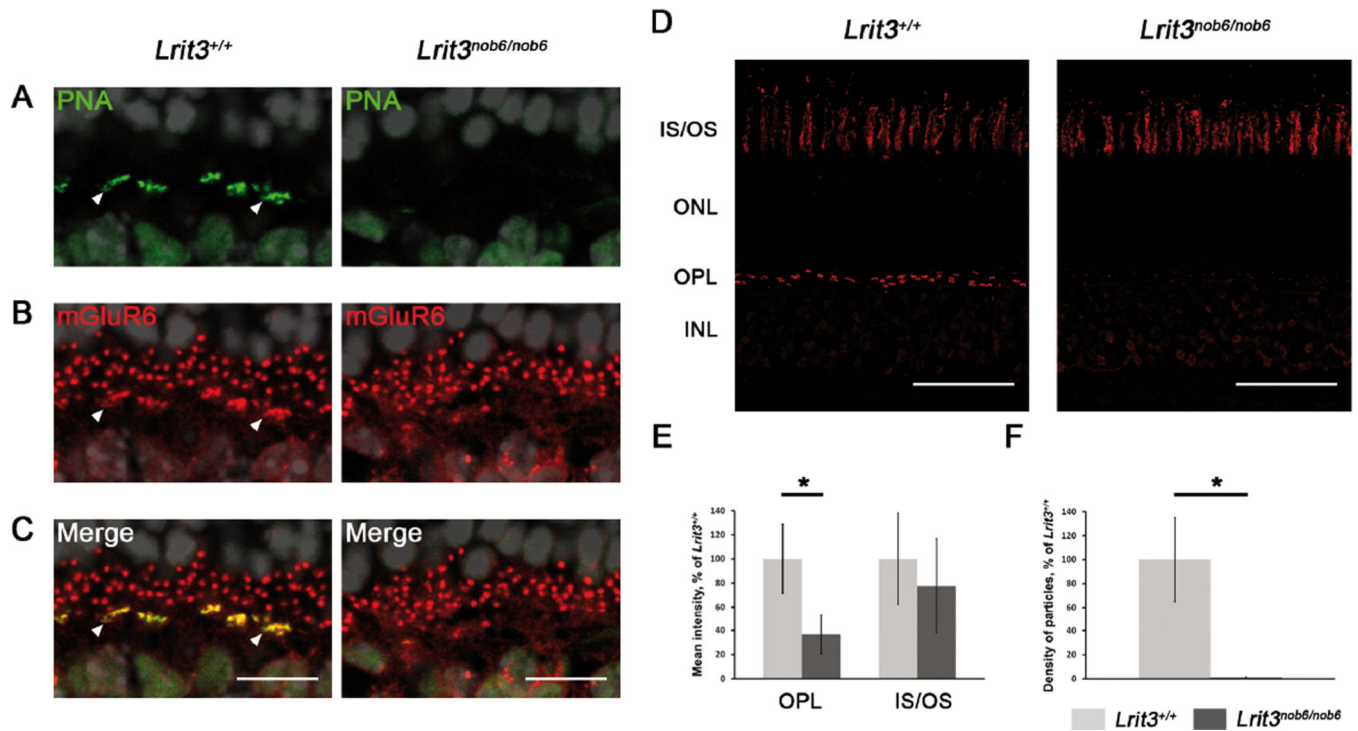 Lrit3+/+
Lrit3nob6/nob6
A
PNA
PNA
B
mGluR6
mGluR6
C
Merge
Merge
D
Lrit3+/+
Lrit3nob6/nob6
IS/OS
ONL
OPL
INL
E
*
Mean intensity, % of Lrit3+/+
140
120
100
80
60
40
20
0
OPL
IS/OS
F
*
Density of particles, % of Lrit3+/+
140
120
100
80
60
40
20
0
Lrit3+/+
Lrit3nob6/nob6